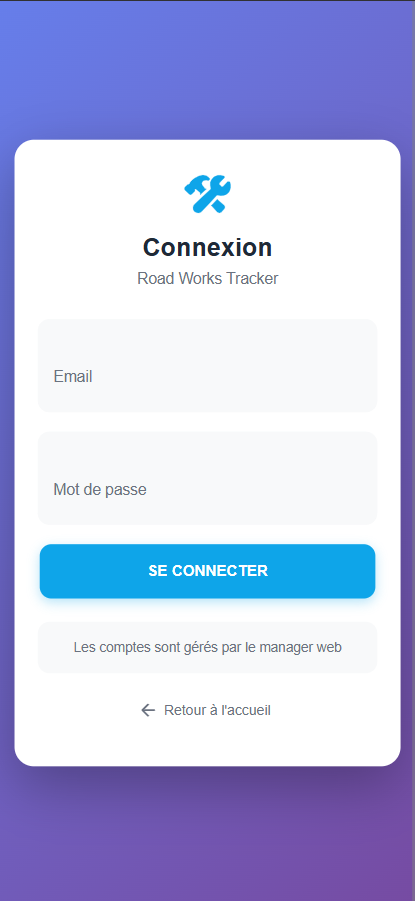 Connexion
Road Works Tracker
Email
Mot de passe
SE CONNECTER
Les comptes sont gérés par le manager web
Retour à l'accueil